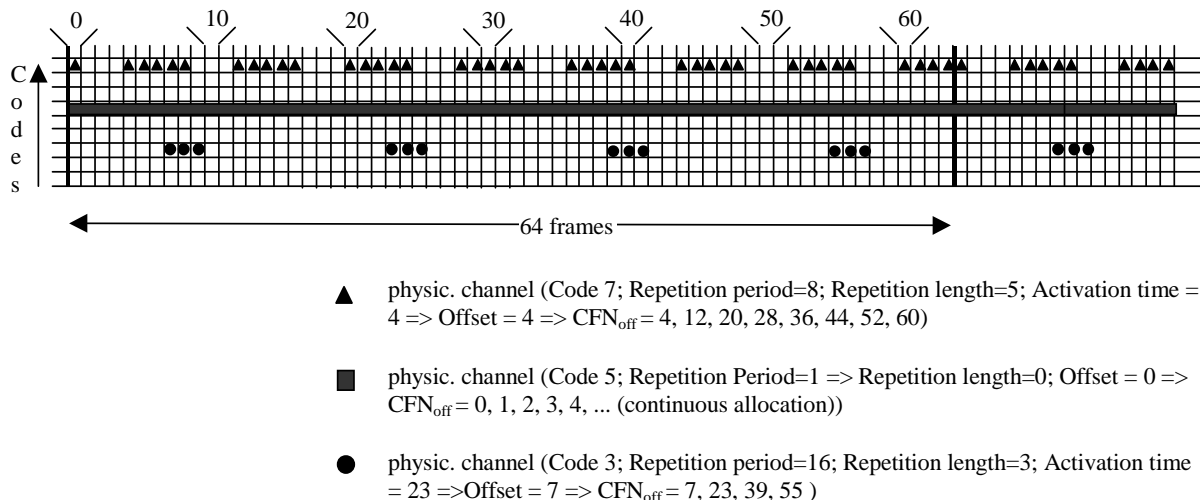 0 10 20 30 40 50 60
C
o
d
e
s
64 frames
physic. channel (Code 7; Repetition period=8; Repetition length=5; Activation time =
4 => Offset = 4 => CFNoff = 4, 12, 20, 28, 36, 44, 52, 60)
physic. channel (Code 5; Repetition Period=1 => Repetition length=0; Offset = 0 =>
CFNoff = 0, 1, 2, 3, 4, ... (continuous allocation))
physic. channel (Code 3; Repetition period=16; Repetition length=3; Activation time
= 23 =>Offset = 7 => CFNoff = 7, 23, 39, 55 )